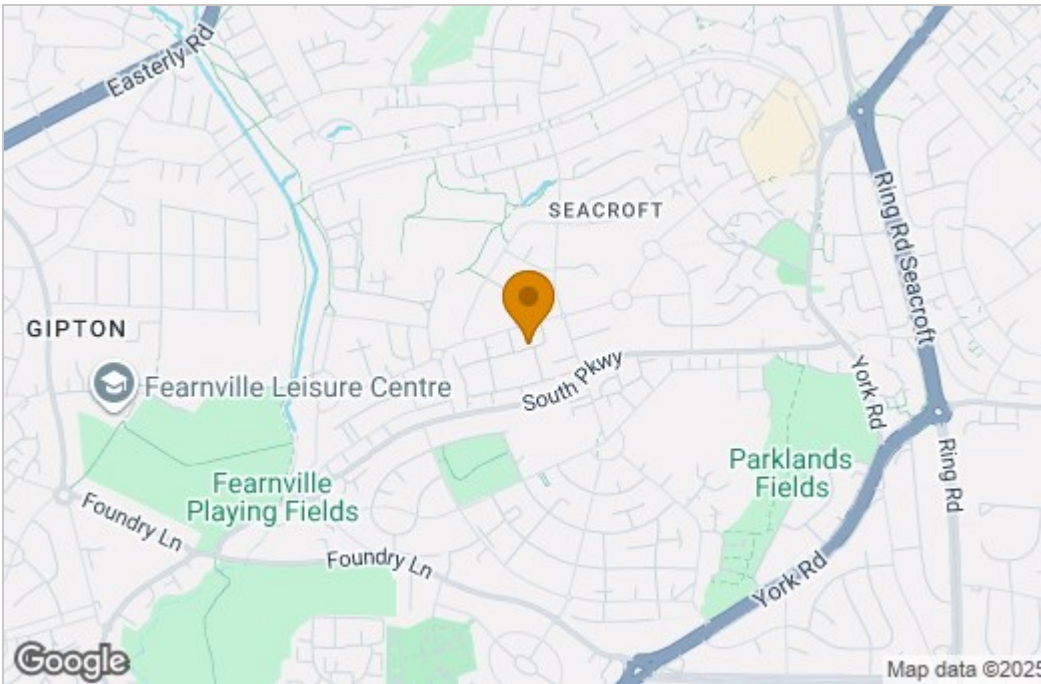 Easterly Rd
SEACROFT
Ring Rd Seacroft
GIPTON
Fearnville Leisure Centre
South Pkwy
York Rd
Fearnville
Playing Fields
Parklands
Fields
Ring Rd
Foundry Ln
Foundry Ln
York Rd
Google
Map data ©2025